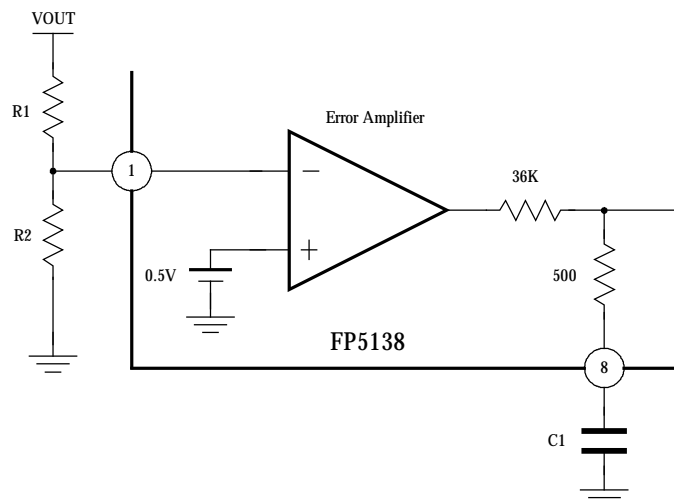 VOUT
R1
Error Amplifier
1
36K
R2
0.5V
500
FP5138
8
C1